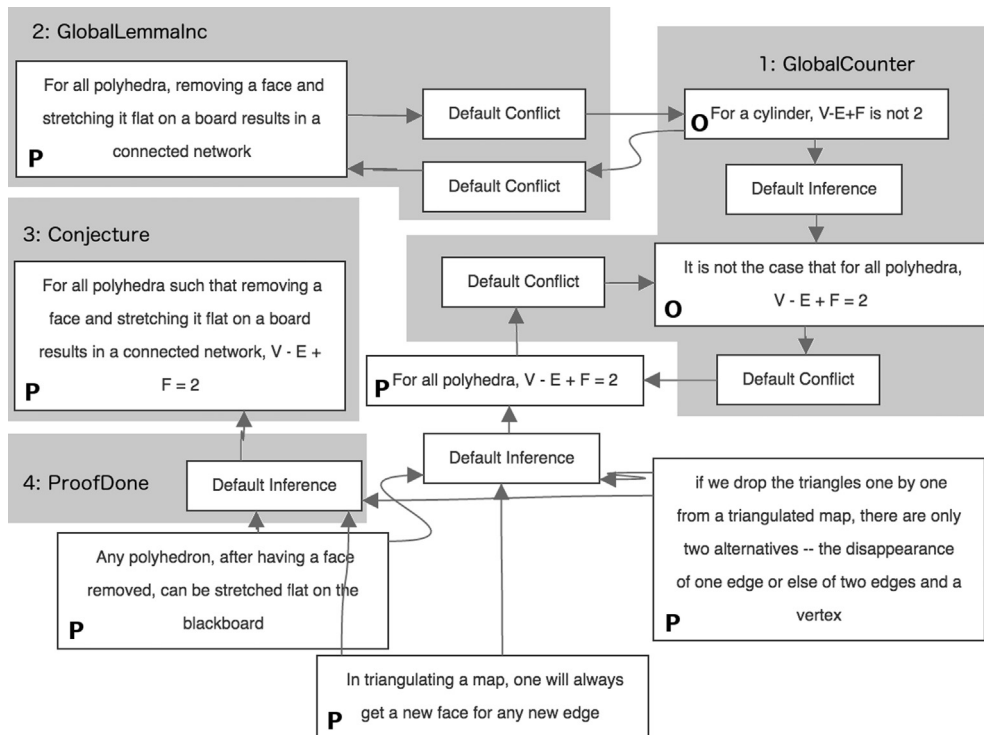 2: GlobalLemmaInc
For all polyhedra, removing a face and
stretching it flat on a board results in a
connected network
P
Default Conflict
Default Conflict
1: GlobalCounter
For a cylinder, V-E+F is not 2
O
Default Inference
3: Conjecture
For all polyhedra such that removing a
face and stretching it flat on a board
results in a connected network, V - E +
F = 2
P
Default Conflict
It is not the case that for all polyhedra,
V - E + F = 2
O
P For all polyhedra, V - E + F = 2
Default Conflict
4: ProofDone
Default Inference
Default Inference
if we drop the triangles one by one
from a triangulated map, there are only
two alternatives -- the disappearance
of one edge or else of two edges and a
vertex
P
Any polyhedron, after having a face
removed, can be stretched flat on the
blackboard
P
In triangulating a map, one will always
get a new face for any new edge
P